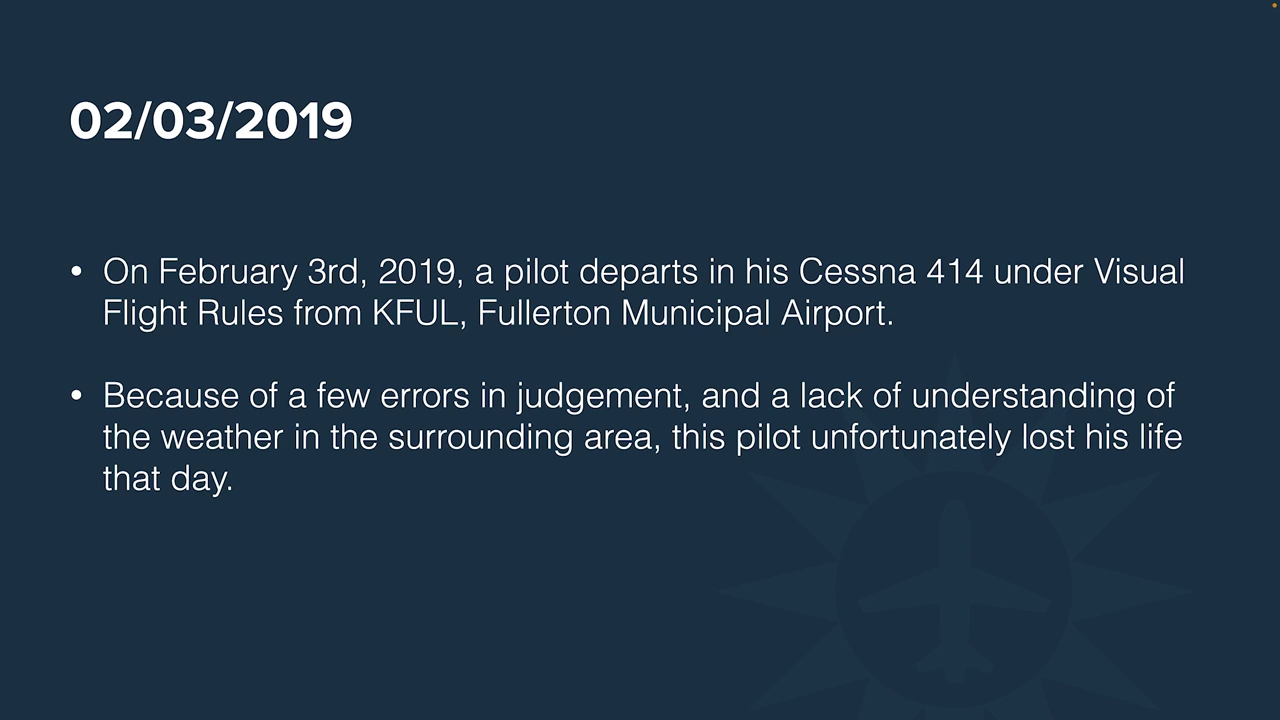 02/03/2019
• On February 3rd, 2019, a pilot departs in his Cessna 414 under Visual
Flight Rules from KFUL, Fullerton Municipal Airport.
• Because of a few errors in judgement, and a lack of understanding of
the weather in the surrounding area, this pilot unfortunately lost his life
that day.